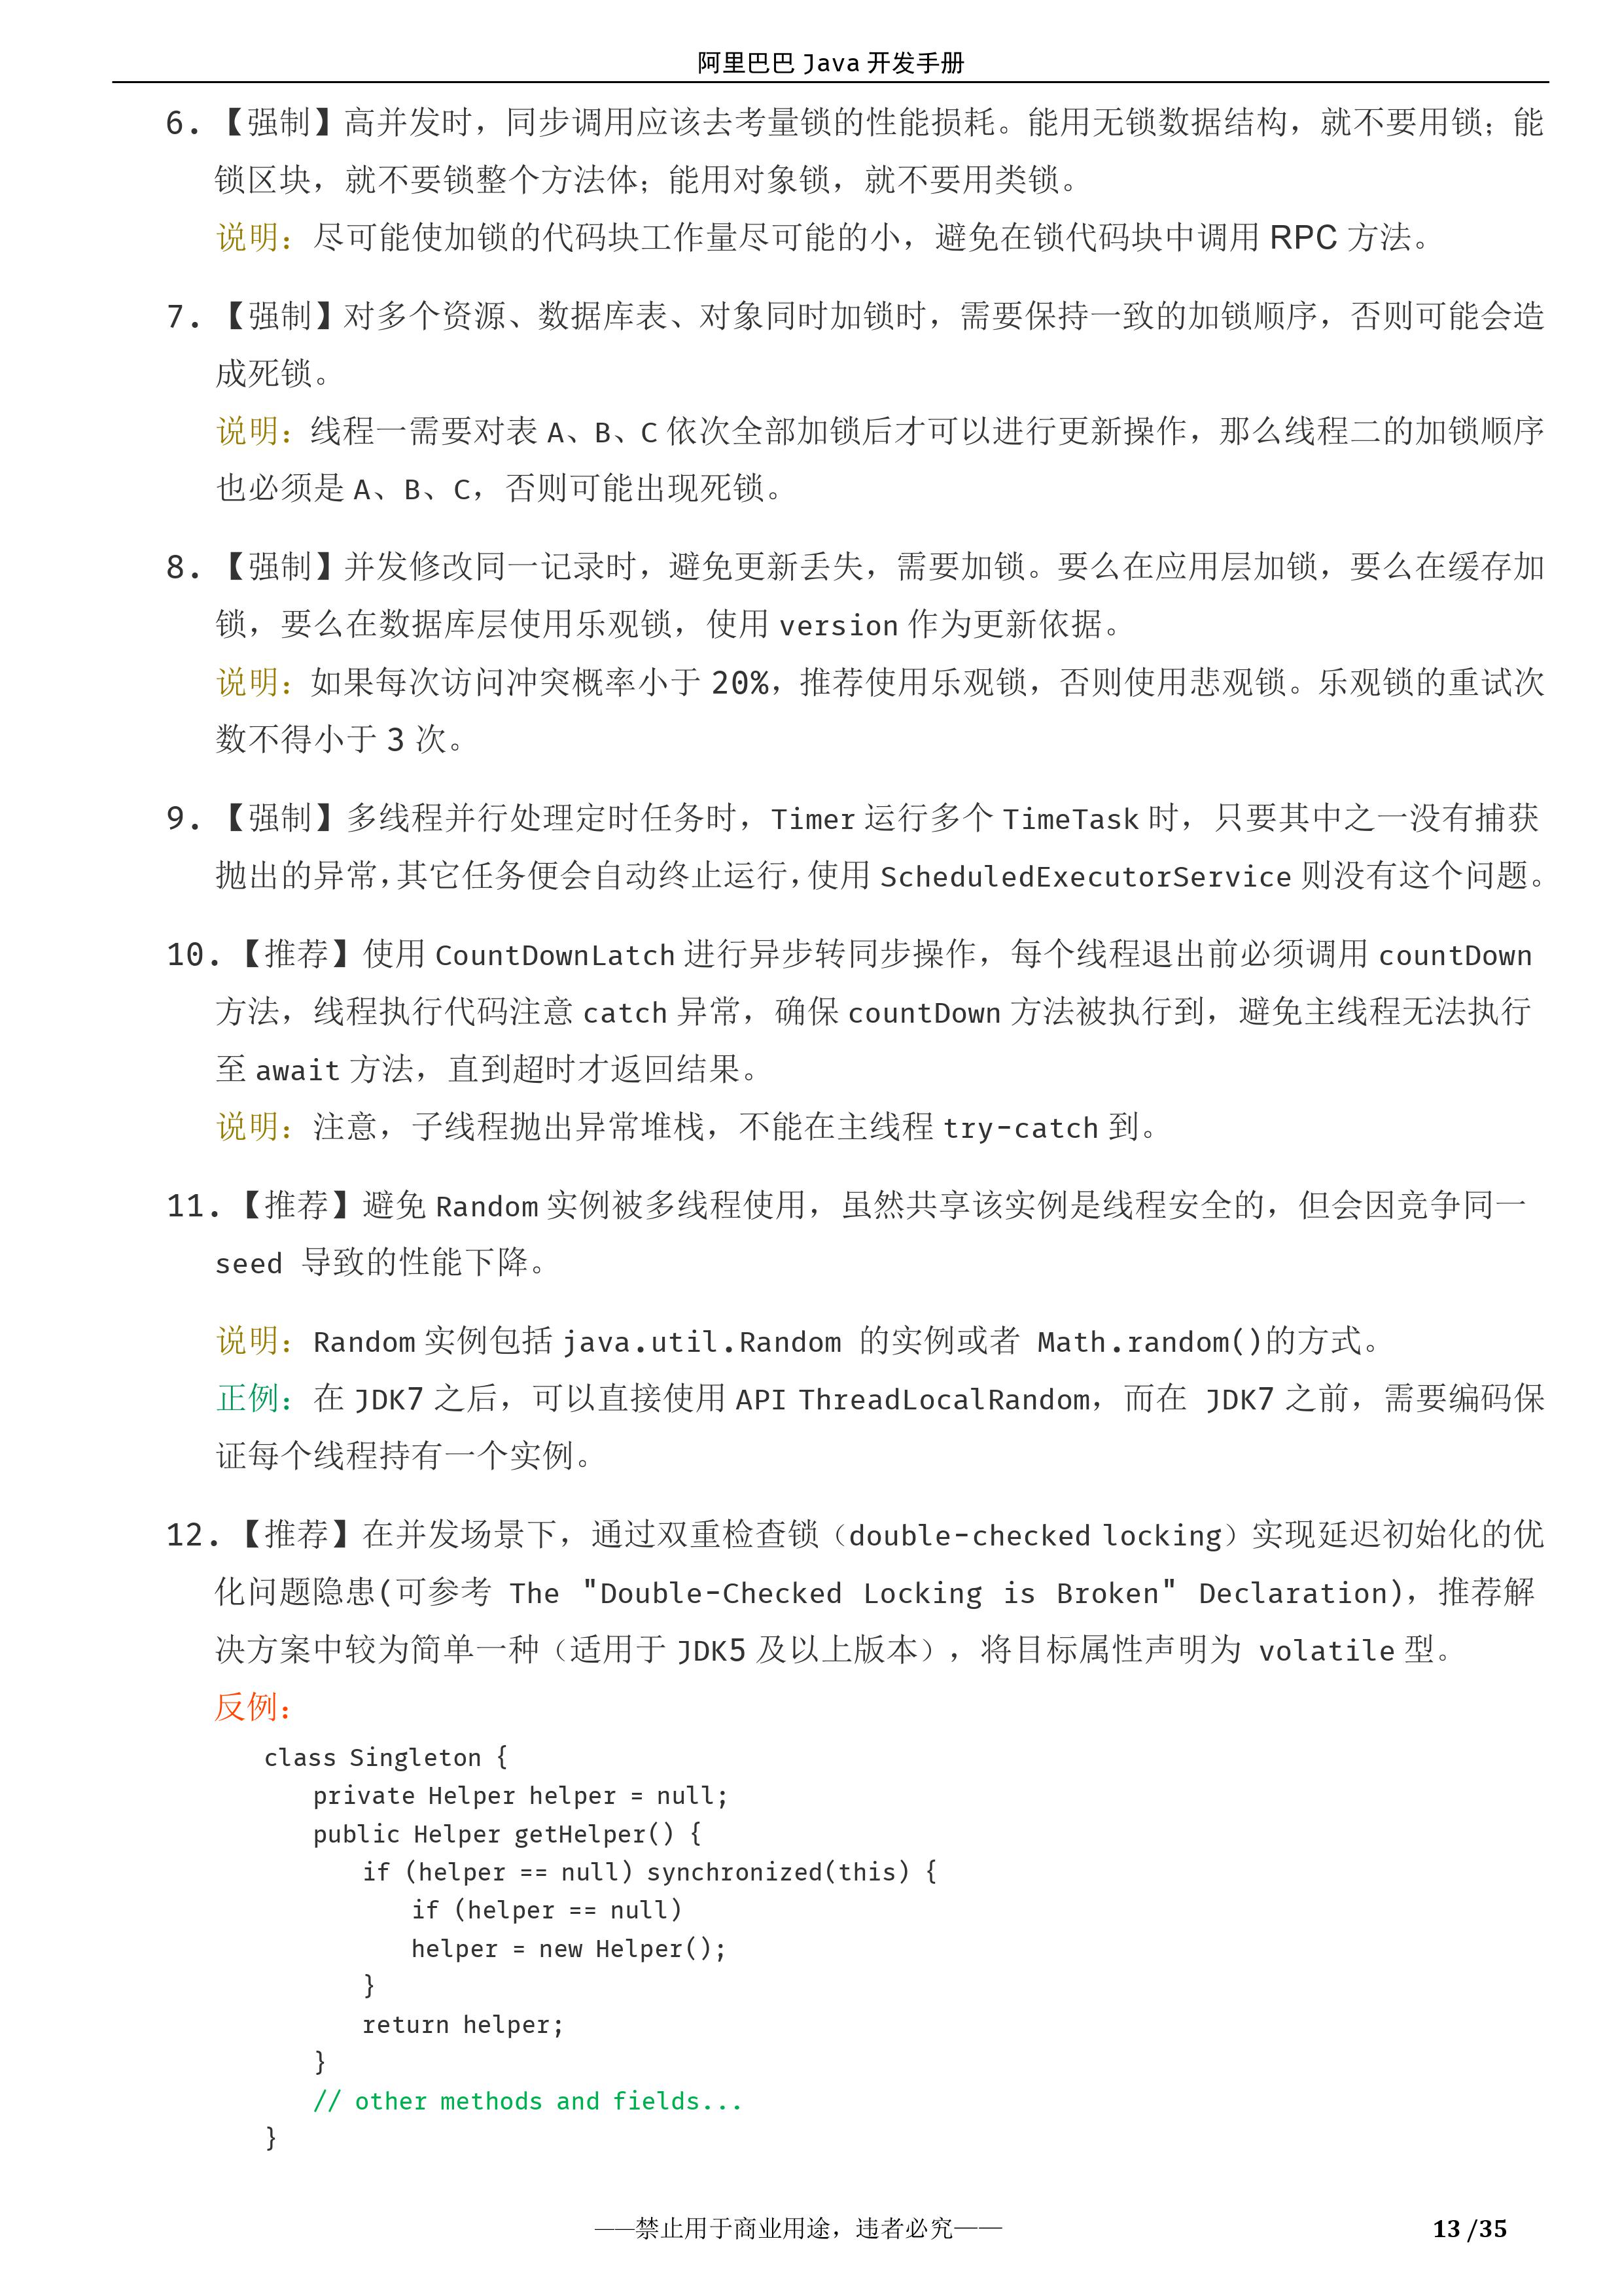 阿里巴巴 Java 开发手册
6. 【强制】高并发时，同步调用应该去考量锁的性能损耗。能用无锁数据结构，就不要用锁；能
锁区块，就不要锁整个方法体；能用对象锁，就不要用类锁。
说明：尽可能使加锁的代码块工作量尽可能的小，避免在锁代码块中调用 RPC 方法。
7. 【强制】对多个资源、数据库表、对象同时加锁时，需要保持一致的加锁顺序，否则可能会造
成死锁。
说明：线程一需要对表 A、B、C 依次全部加锁后才可以进行更新操作，那么线程二的加锁顺序
也必须是 A、B、C，否则可能出现死锁。
8. 【强制】并发修改同一记录时，避免更新丢失，需要加锁。要么在应用层加锁，要么在缓存加
锁，要么在数据库层使用乐观锁，使用 version 作为更新依据。
说明：如果每次访问冲突概率小于 20%，推荐使用乐观锁，否则使用悲观锁。乐观锁的重试次
数不得小于 3 次。
9. 【强制】多线程并行处理定时任务时，Timer 运行多个 TimeTask 时，只要其中之一没有捕获
抛出的异常，其它任务便会自动终止运行，使用 ScheduledExecutorService 则没有这个问题。
10. 【推荐】使用 CountDownLatch 进行异步转同步操作，每个线程退出前必须调用 countDown
方法，线程执行代码注意 catch 异常，确保 countDown 方法被执行到，避免主线程无法执行
至 await 方法，直到超时才返回结果。
说明：注意，子线程抛出异常堆栈，不能在主线程 try-catch 到。
11. 【推荐】避免 Random 实例被多线程使用，虽然共享该实例是线程安全的，但会因竞争同一
seed 导致的性能下降。
说明：Random 实例包括 java.util.Random 的实例或者 Math.random()的方式。
正例：在 JDK7 之后，可以直接使用 API ThreadLocalRandom，而在 JDK7 之前，需要编码保
证每个线程持有一个实例。
12. 【推荐】在并发场景下，通过双重检查锁（double-checked locking）实现延迟初始化的优
化问题隐患(可参考 The "Double-Checked Locking is Broken" Declaration)，推荐解
决方案中较为简单一种（适用于 JDK5 及以上版本），将目标属性声明为 volatile 型。
反例：
class Singleton {
private Helper helper = null;
public Helper getHelper() {
if (helper == null) synchronized(this) {
if (helper == null)
helper = new Helper();
}
return helper;
}
// other methods and fields...
}
——禁止用于商业用途，违者必究——
13 /35